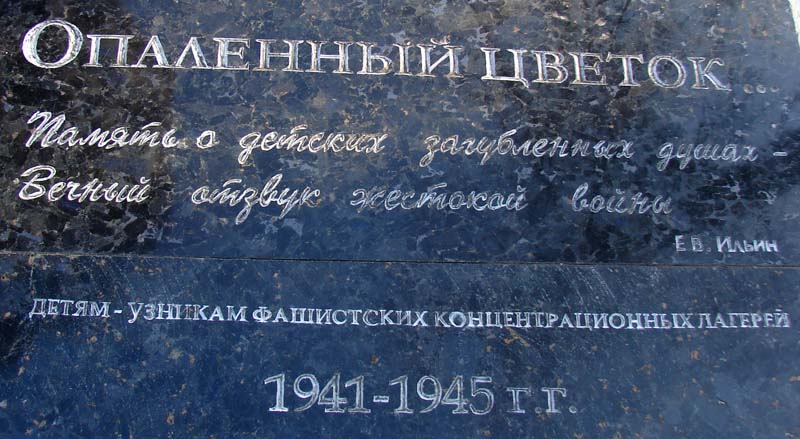 Опаленный цветок ...
Память о детских загубленных душах -
Вечный отзвук жестокой войны
Е.В. Ильин
ДЕТЯМ - УЗНИКАМ ФАШИСТСКИХ КОНЦЕНТРАЦИОННЫХ ЛАГЕРЕЙ
1941-1945 г.г.